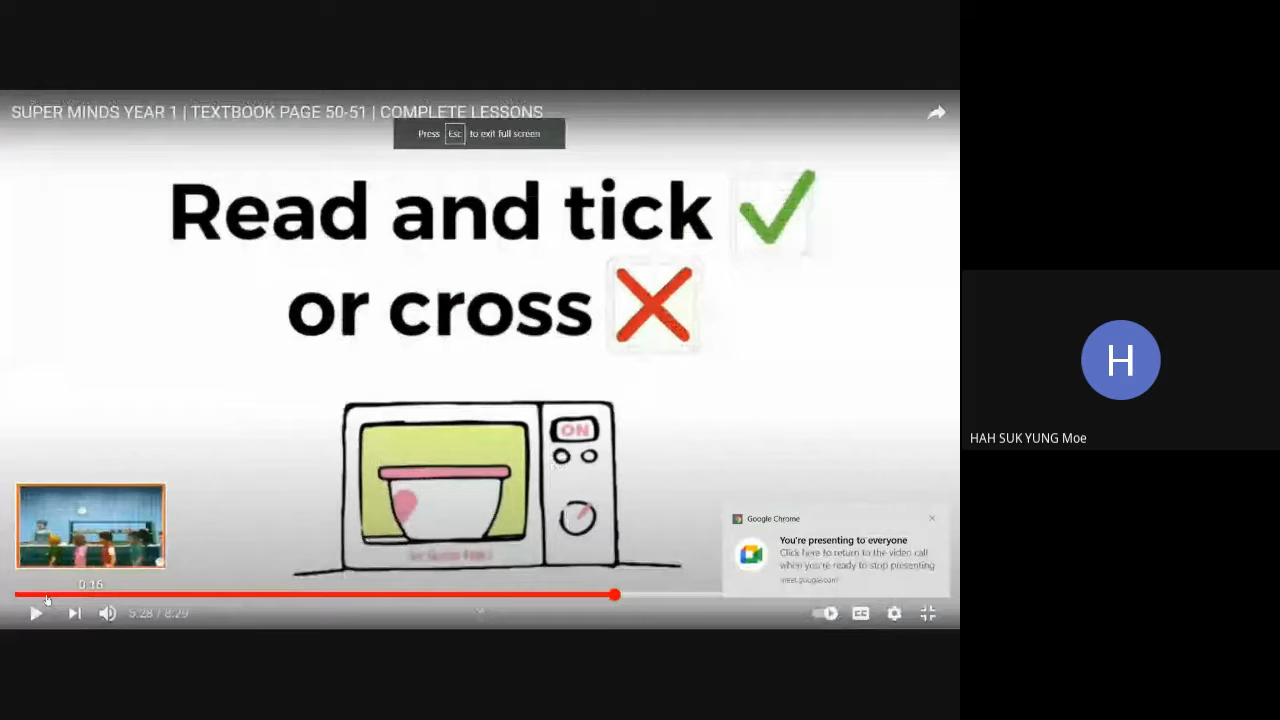 SUPER MINDS YEAR 1 | TEXTBOOK PAGE 50-51 | COMPLETE LESSONS
Press Esc to exit full screen
Read and tick
or cross
ON
0:16
5:28 / 8:29
CC
Google Chrome
You're presenting to everyone
Click here to return to the video call
when you're ready to stop presenting
meet.google.com
H
HAH SUK YUNG Moe